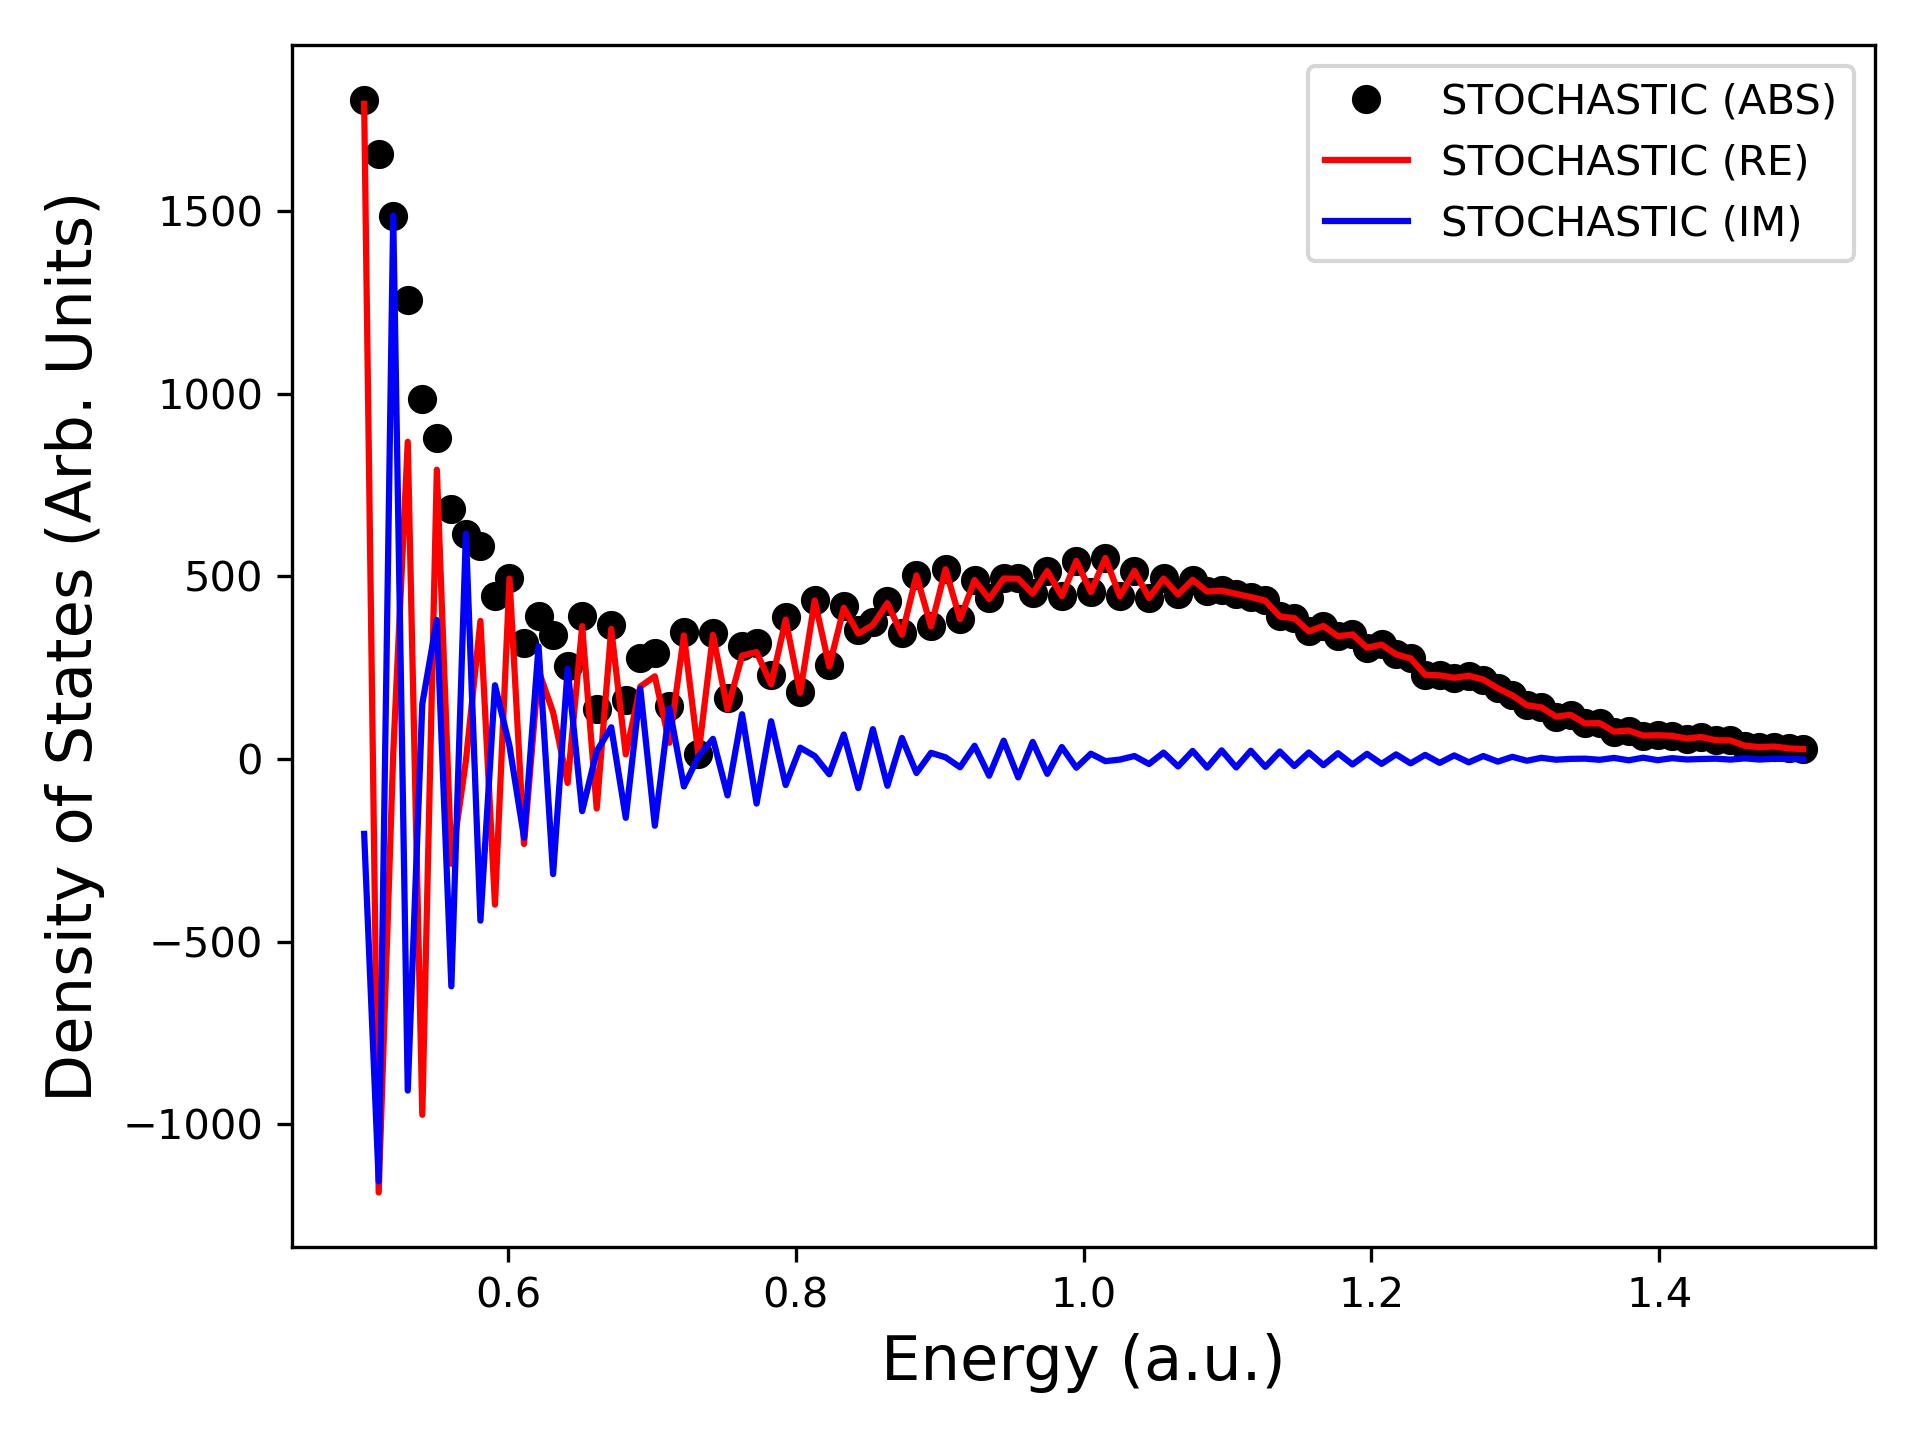 STOCHASTIC (ABS)
STOCHASTIC (RE)
STOCHASTIC (IM)
Density of States (Arb. Units)
1500
1000
500
0
−500
−1000
0.6
0.8
1.0
1.2
1.4
Energy (a.u.)